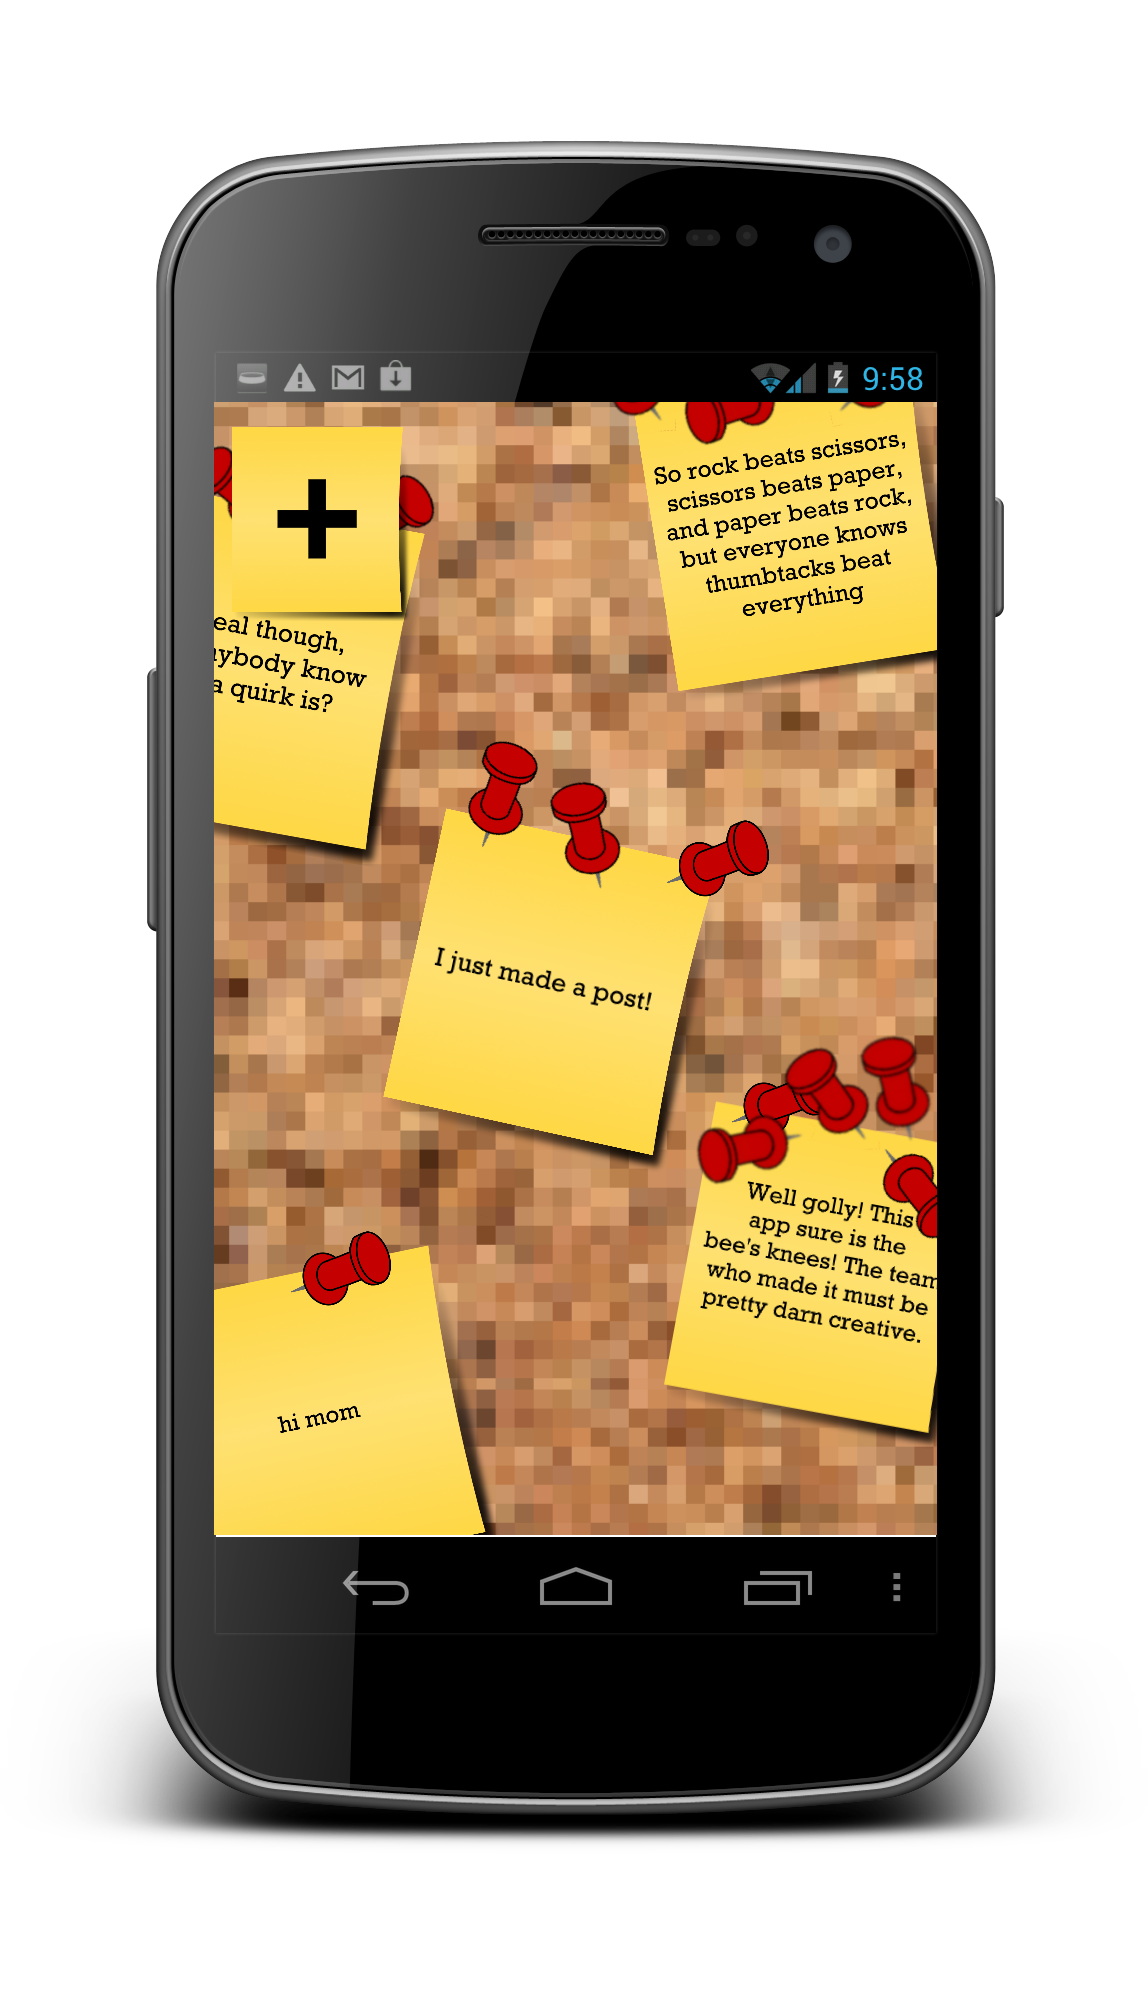 9:58
+
So rock beats scissors,
scissors beats paper,
and paper beats rock,
but everyone knows
thumbtacks beat
everything
eal though,
ybody know
a quirk is?
I just made a post!
Well golly! This
app sure is the
bee's knees! The team
who made it must be
pretty darn creative.
hi mom